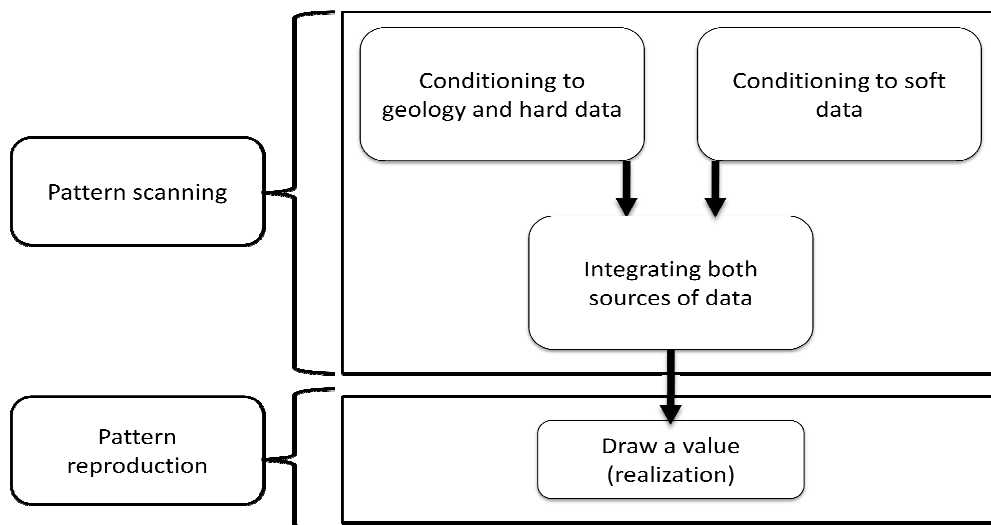 Conditioning to
geology and hard data
Conditioning to soft
data
Pattern scanning
Integrating both
sources of data
Pattern
reproduction
Draw a value
(realization)